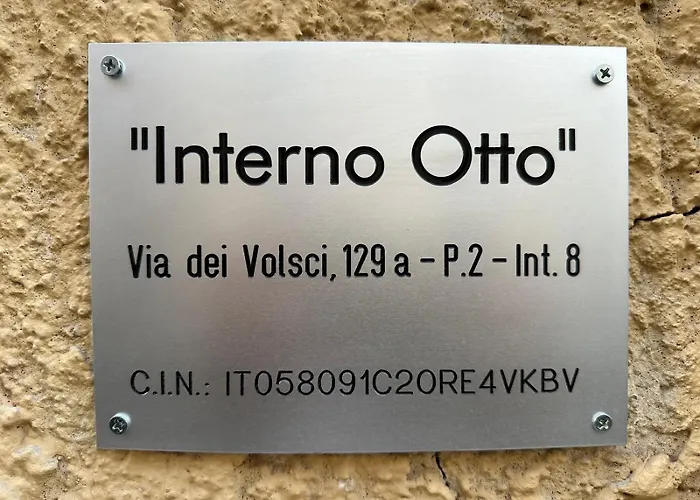 "Interno Otto"
Via dei Volsci, 129 a - P.2 - Int. 8
C.I.N.: IT058091C2ORE4VKBV